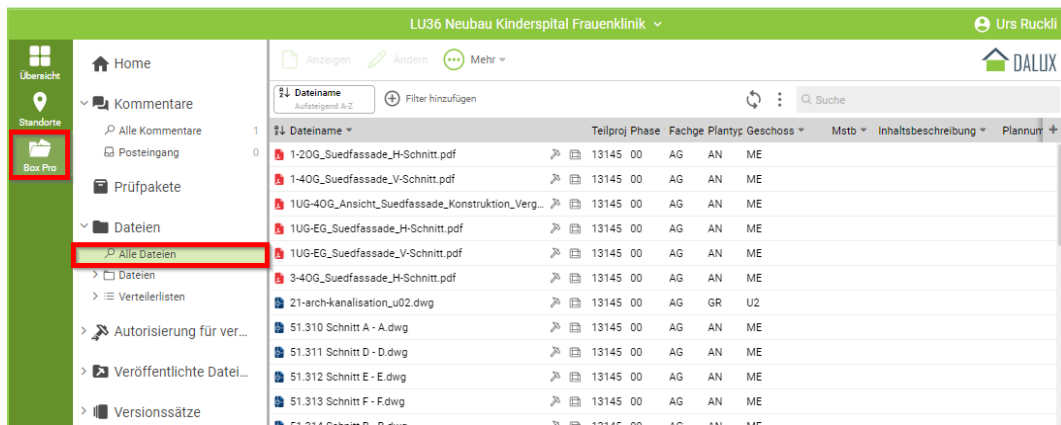 LU36 Neubau Kinderspital Frauenklinik
Urs Ruckli
Übersicht
Standorte
Box Pro
Home
Kommentare
Alle Kommentare 1
Posteingang 0
Prüfpakete
Dateien
Alle Dateien
Dateien
Verteilerlisten
Autorisierung für ver...
Veröffentlichte Datei...
Versionssätze
Anzeigen Ändern Mehr
DALUX
Dateiname
Aufsteigend A-Z
Filter hinzufügen
Suche
Dateiname Teilproj Phase Fachge Plantyp Geschoss Mstb Inhaltsbeschreibung Plannum
1-2OG_Suedfassade_H-Schnitt.pdf 13145 00 AG AN ME
1-4OG_Suedfassade_V-Schnitt.pdf 13145 00 AG AN ME
1UG-4OG_Ansicht_Suedfassade_Konstruktion_Verg... 13145 00 AG AN ME
1UG-EG_Suedfassade_H-Schnitt.pdf 13145 00 AG AN ME
1UG-EG_Suedfassade_V-Schnitt.pdf 13145 00 AG AN ME
3-4OG_Suedfassade_H-Schnitt.pdf 13145 00 AG AN ME
21-arch-kanalisation_u02.dwg 13145 00 AG GR U2
51.310 Schnitt A - A.dwg 13145 00 AG AN ME
51.311 Schnitt D - D.dwg 13145 00 AG AN ME
51.312 Schnitt E - E.dwg 13145 00 AG AN ME
51.313 Schnitt F - F.dwg 13145 00 AG AN ME